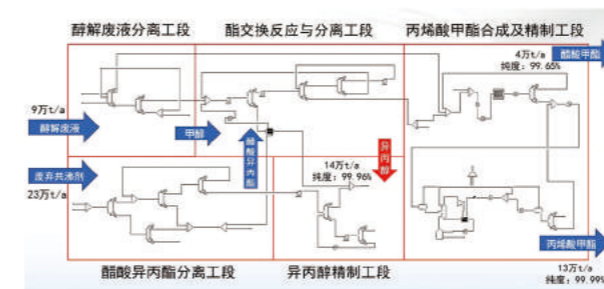 醇解废液分离工段
酯交换反应与分离工段
丙烯酸甲酯合成及精制工段
4万t/a
纯度: 99.65%
醋酸甲酯
9万t/a
醇解废液
甲醇
醋酸异丙酯
异丙醇
废弃共沸剂
23万t/a
14万t/a
纯度: 99.96%
丙烯酸甲酯
醋酸异丙酯分离工段
异丙醇精制工段
13万t/a
纯度: 99.99%